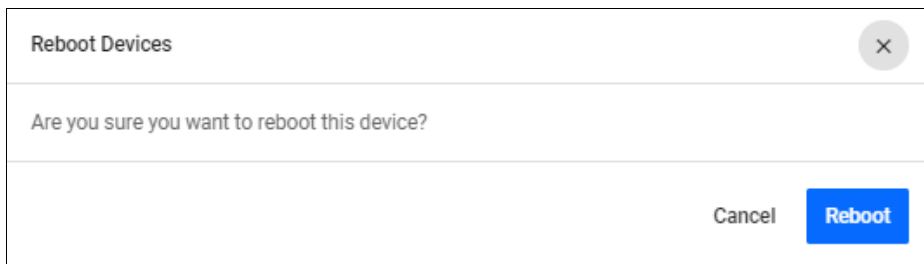 Reboot Devices
Are you sure you want to reboot this device?
Cancel Reboot